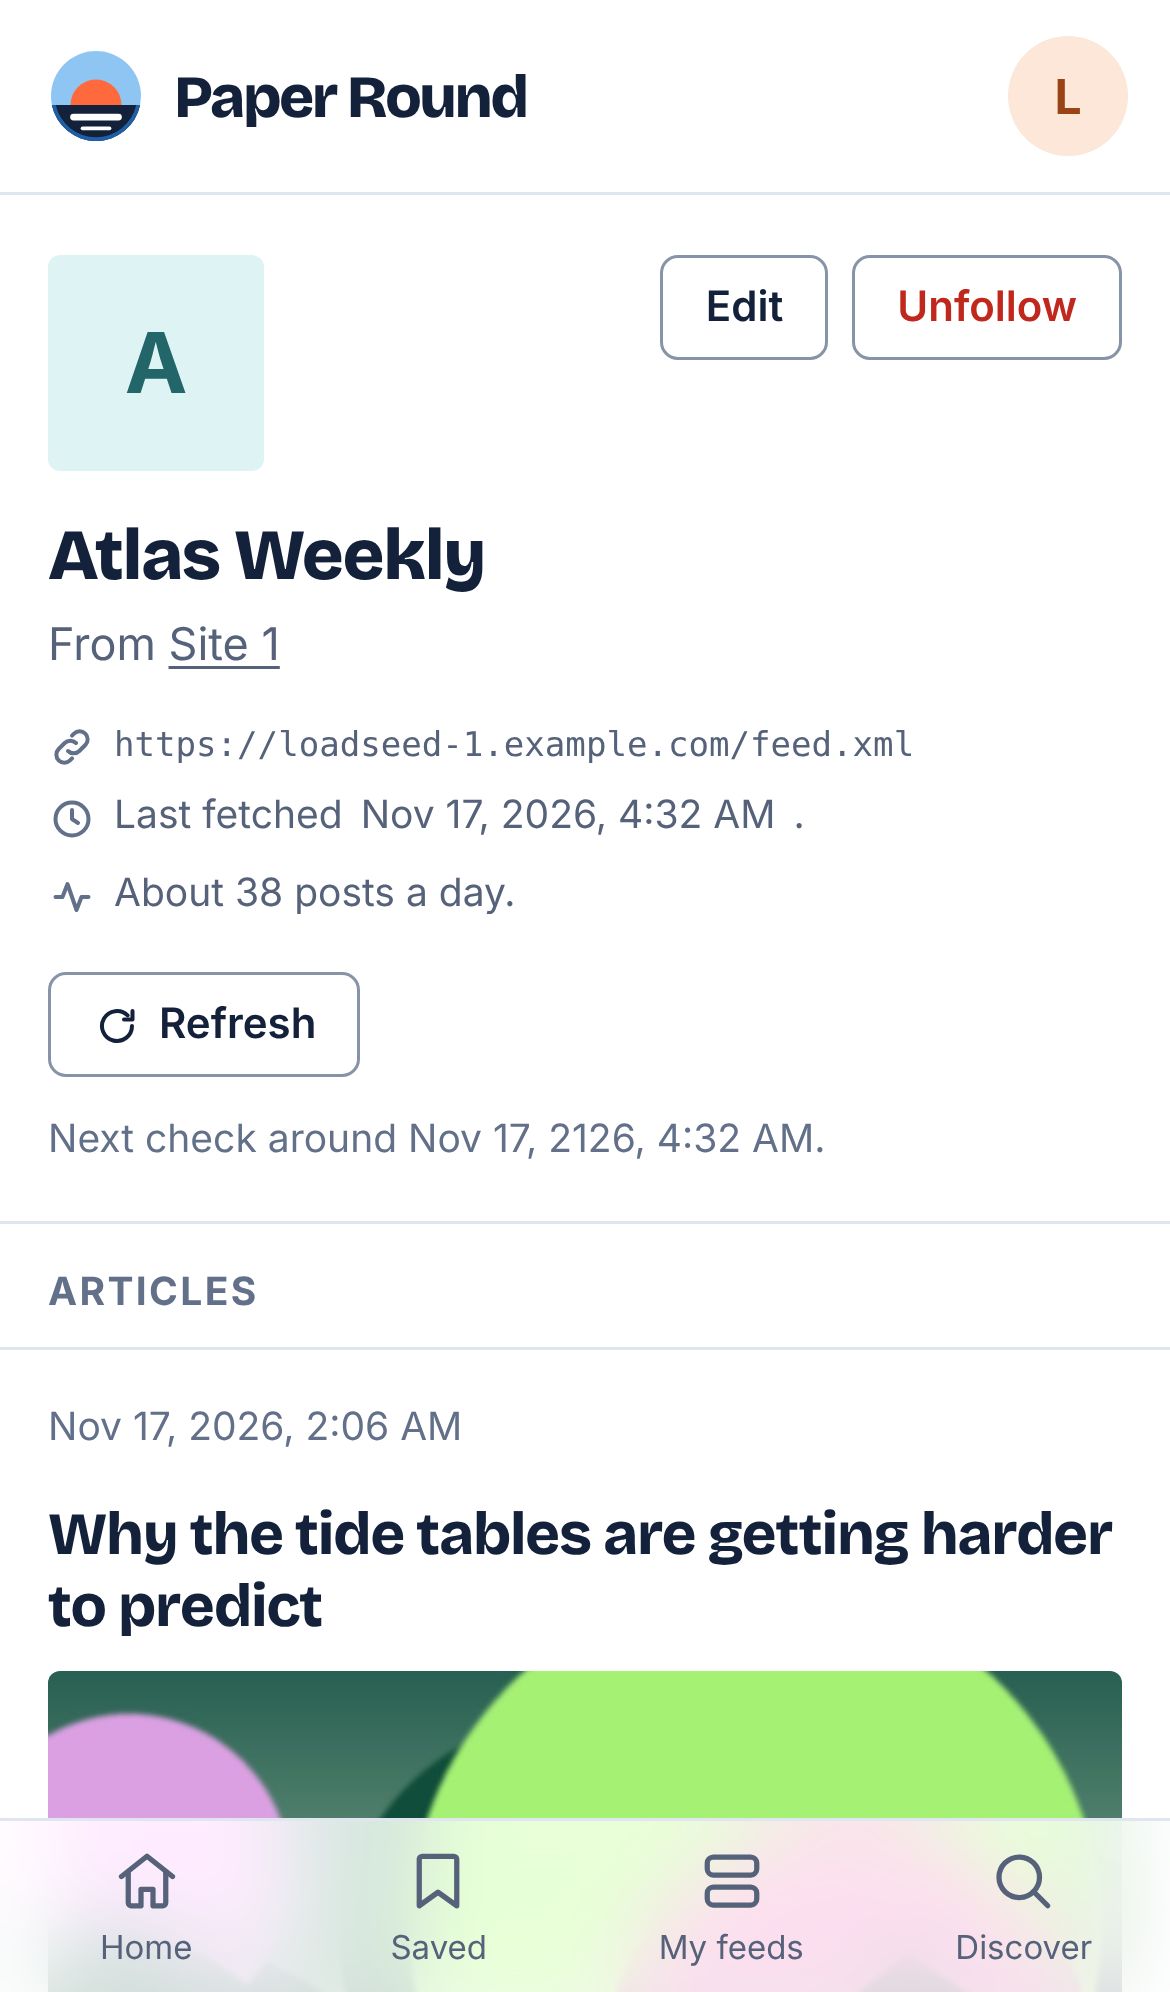 Paper Round
L
A
Edit
Unfollow
Atlas Weekly
From Site 1
https://loadseed-1.example.com/feed.xml
Last fetched Nov 17, 2026, 4:32 AM .
About 38 posts a day.
Refresh
Next check around Nov 17, 2126, 4:32 AM.
ARTICLES
Nov 17, 2026, 2:06 AM
Why the tide tables are getting harder
to predict
Home
Saved
My feeds
Discover